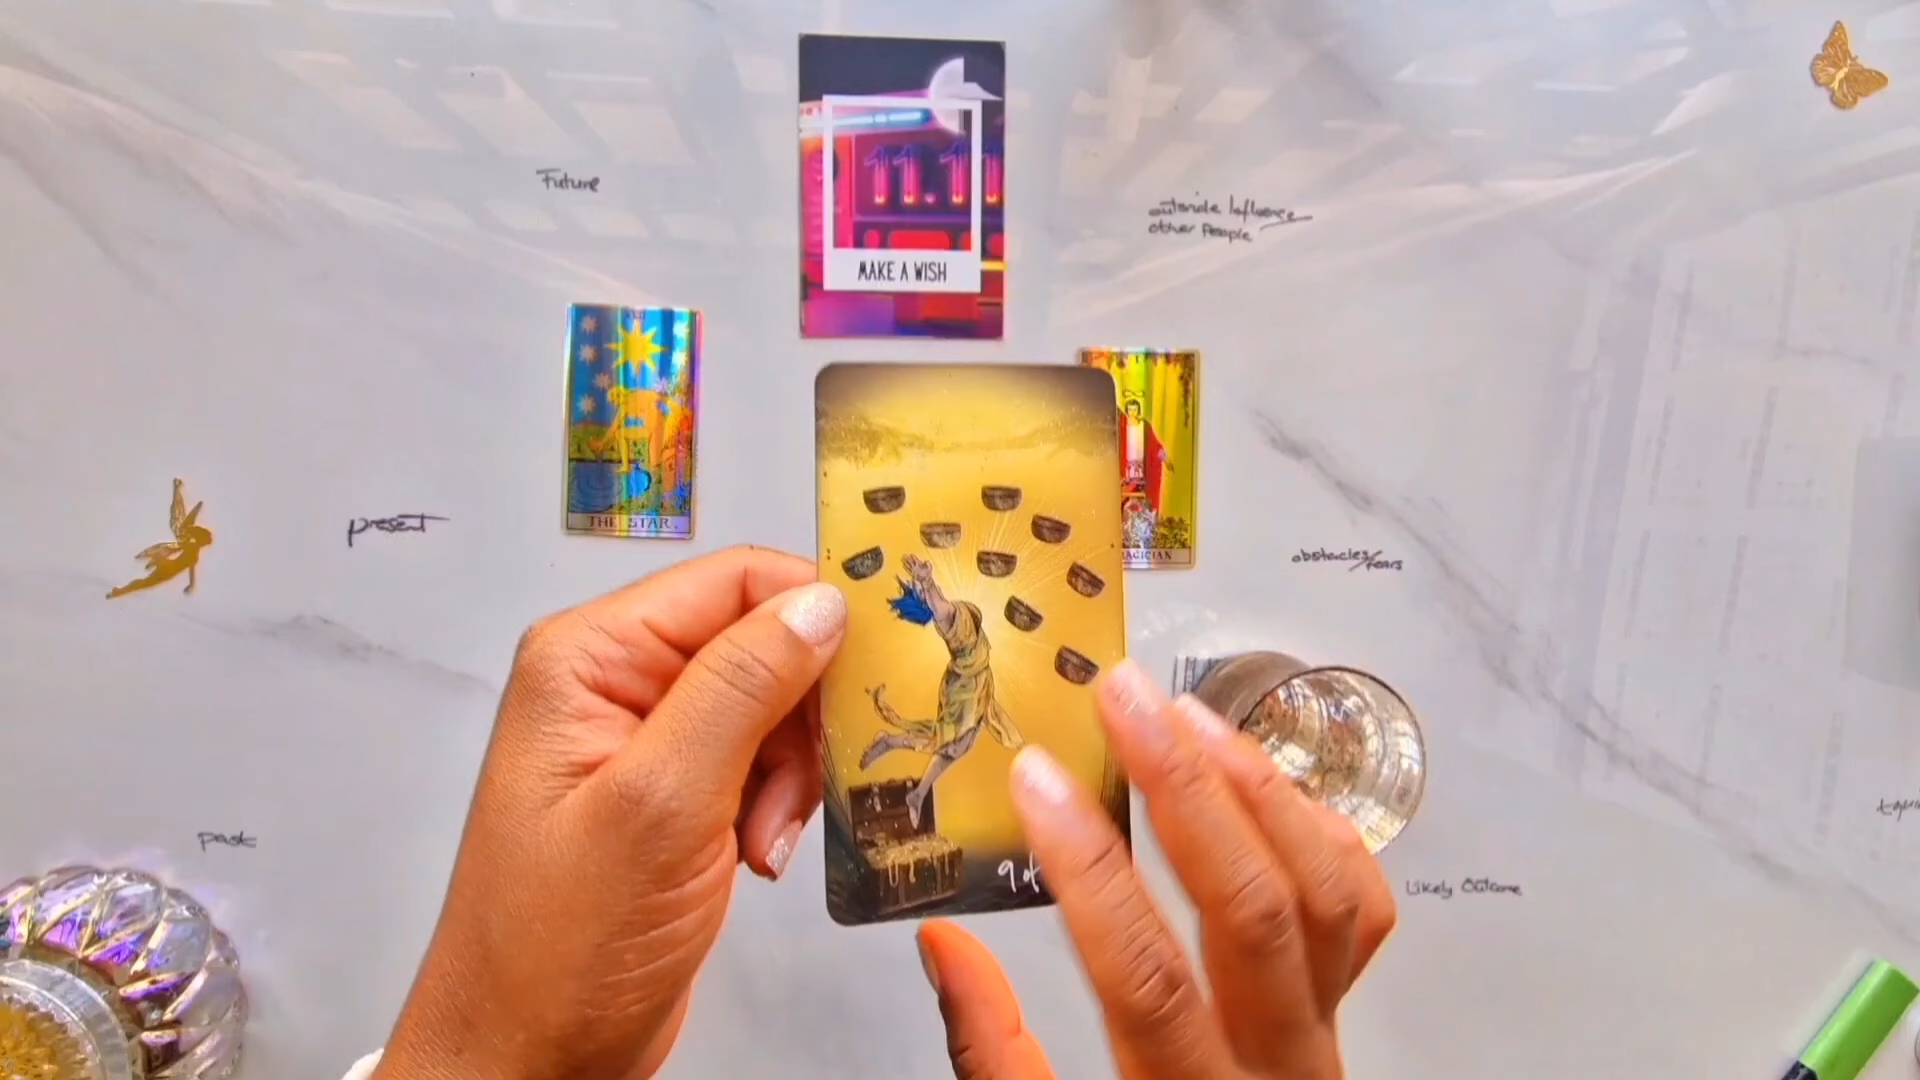 Future
outside Influence
other People
11:11
MAKE A WISH
THE STAR.
MAGICIAN
present
obstacles/fears
past
9 of
Likely Outcome